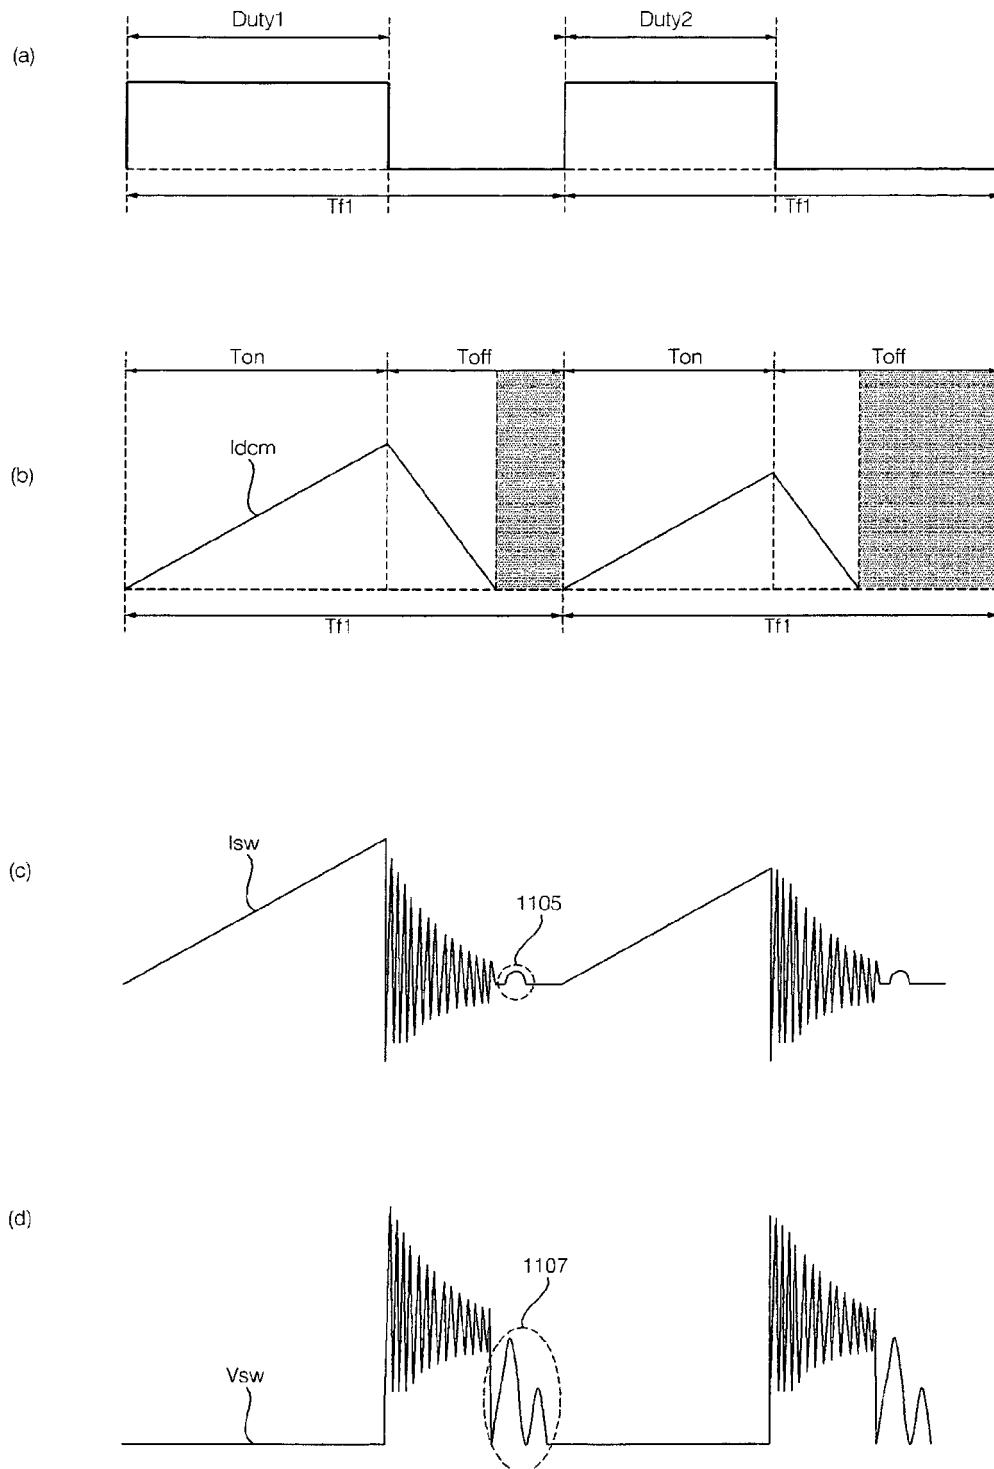 Duty1 Duty2
(a)
Tf1 Tf1
Ton Toff Ton Toff
Idcm
(b)
Tf1 Tf1
Isw
(c)
1105
(d)
1107
Vsw